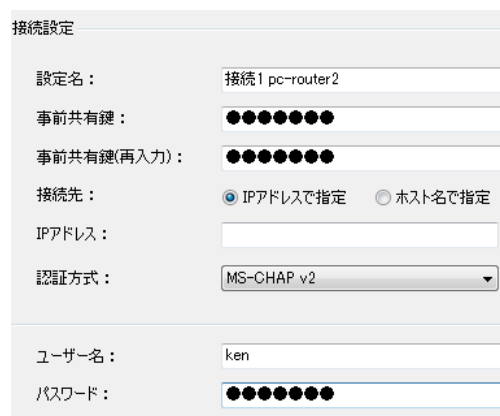 接続設定
設定名： 接続1 pc-router2
事前共有鍵： ●●●●●●●
事前共有鍵(再入力)： ●●●●●●●
接続先： IPアドレスで指定 ホスト名で指定
IPアドレス：
認証方式： MS-CHAP v2
ユーザー名： ken
パスワード： ●●●●●●●